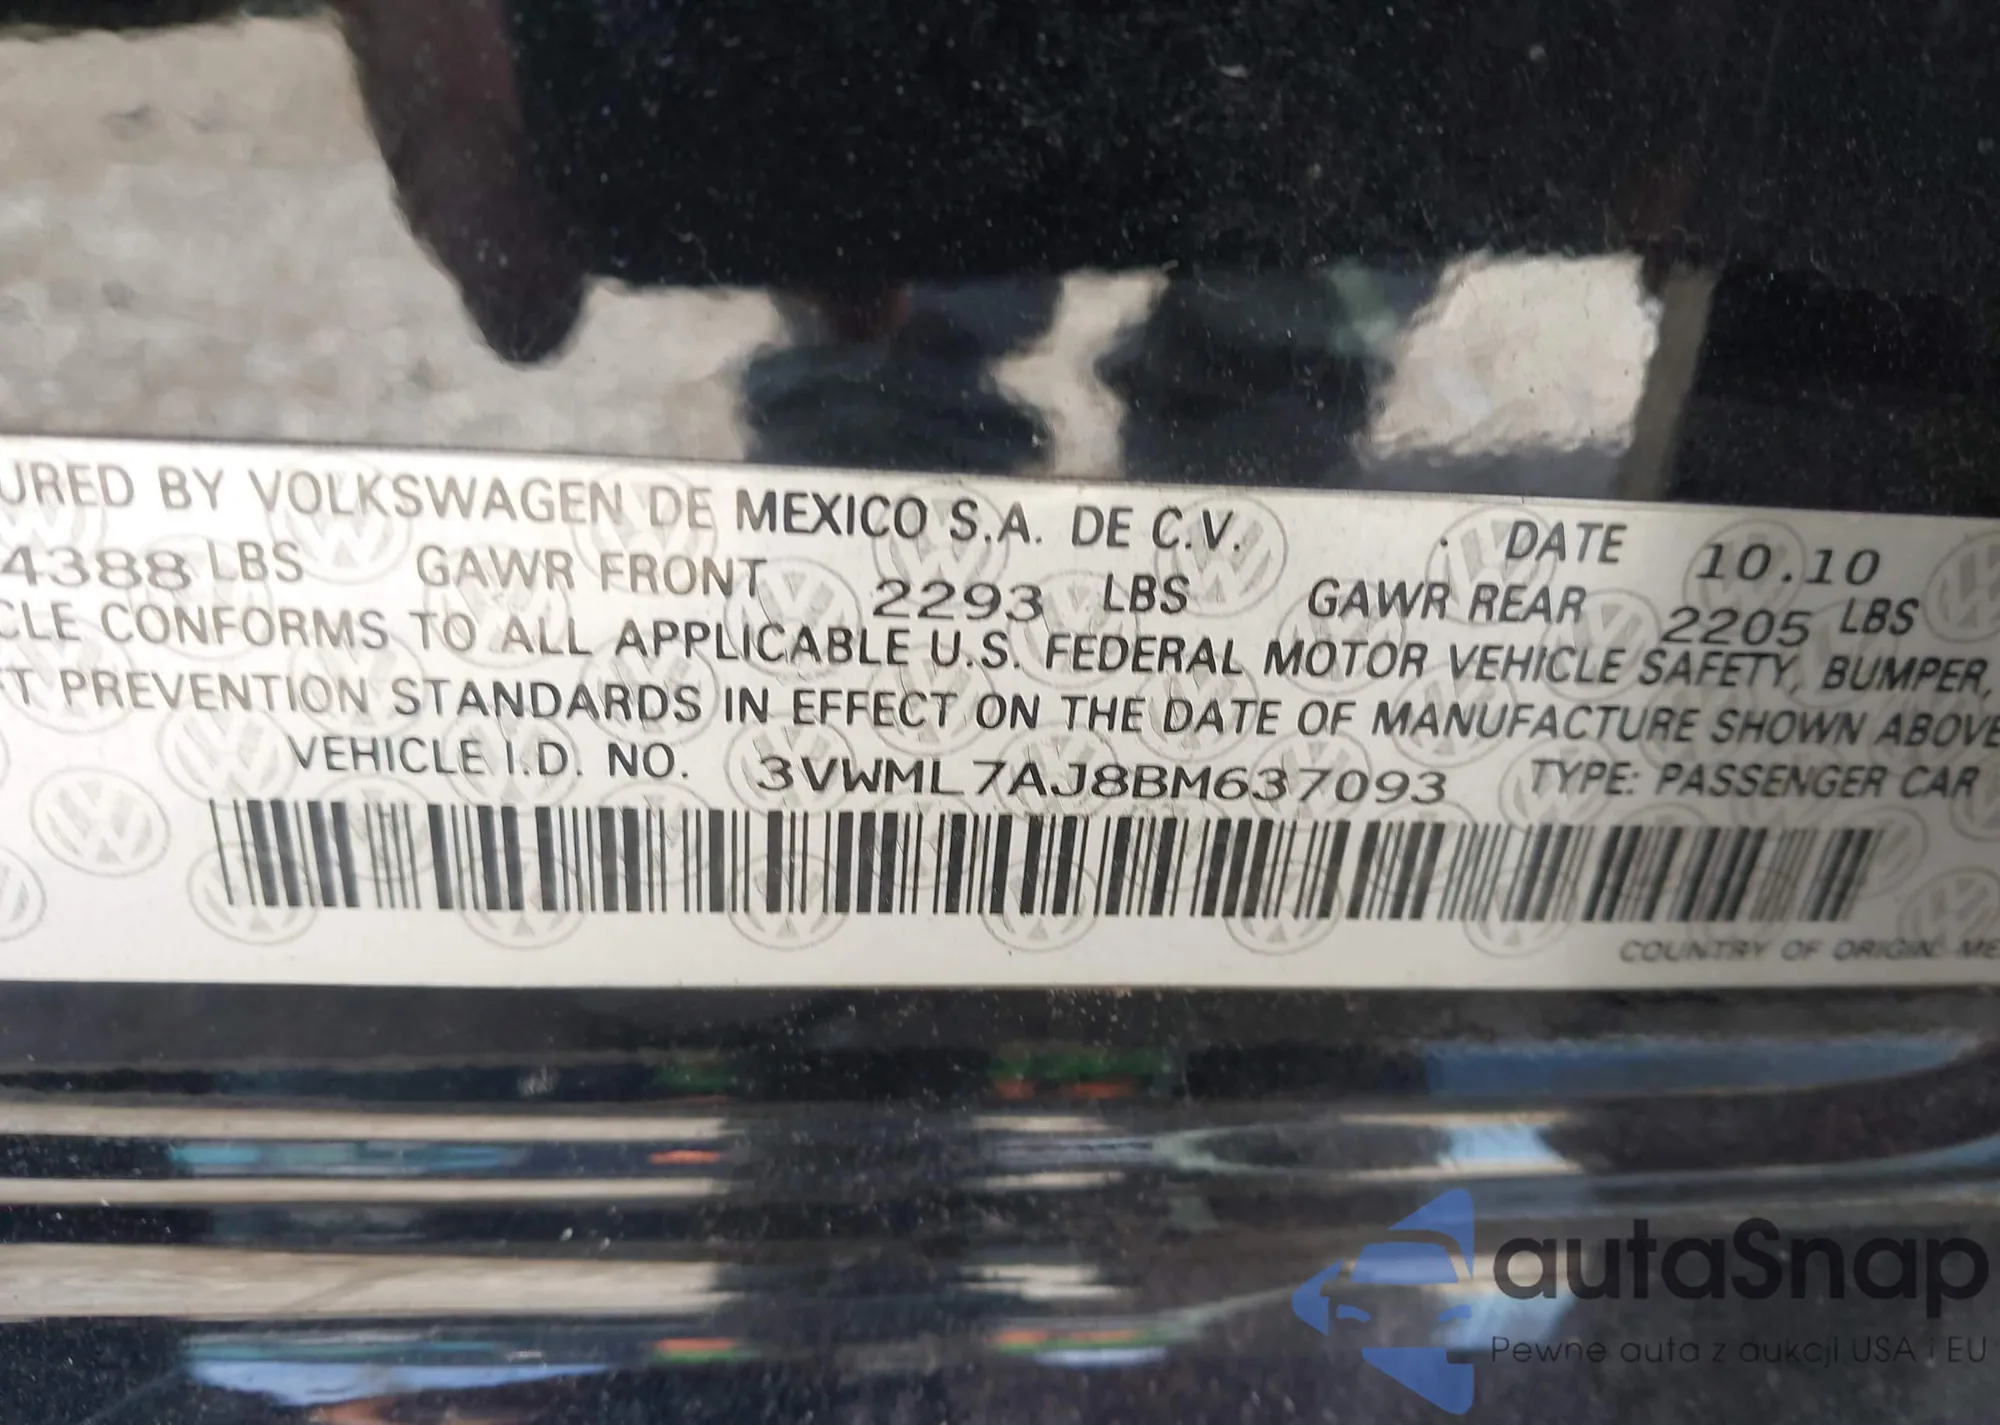 URED BY VOLKSWAGEN DE MEXICO S.A. DE C.V. DATE 10.10
4388 LBS GAWR FRONT 2293 LBS GAWR REAR 2205 LBS
CLE CONFORMS TO ALL APPLICABLE U.S. FEDERAL MOTOR VEHICLE SAFETY, BUMPER,
FT PREVENTION STANDARDS IN EFFECT ON THE DATE OF MANUFACTURE SHOWN ABOVE
VEHICLE I.D. NO. 3VWML7AJ8BM637093 TYPE: PASSENGER CAR
COUNTRY OF ORIGIN: ME
autaSnap
Pewne auta z aukcji USA i EU